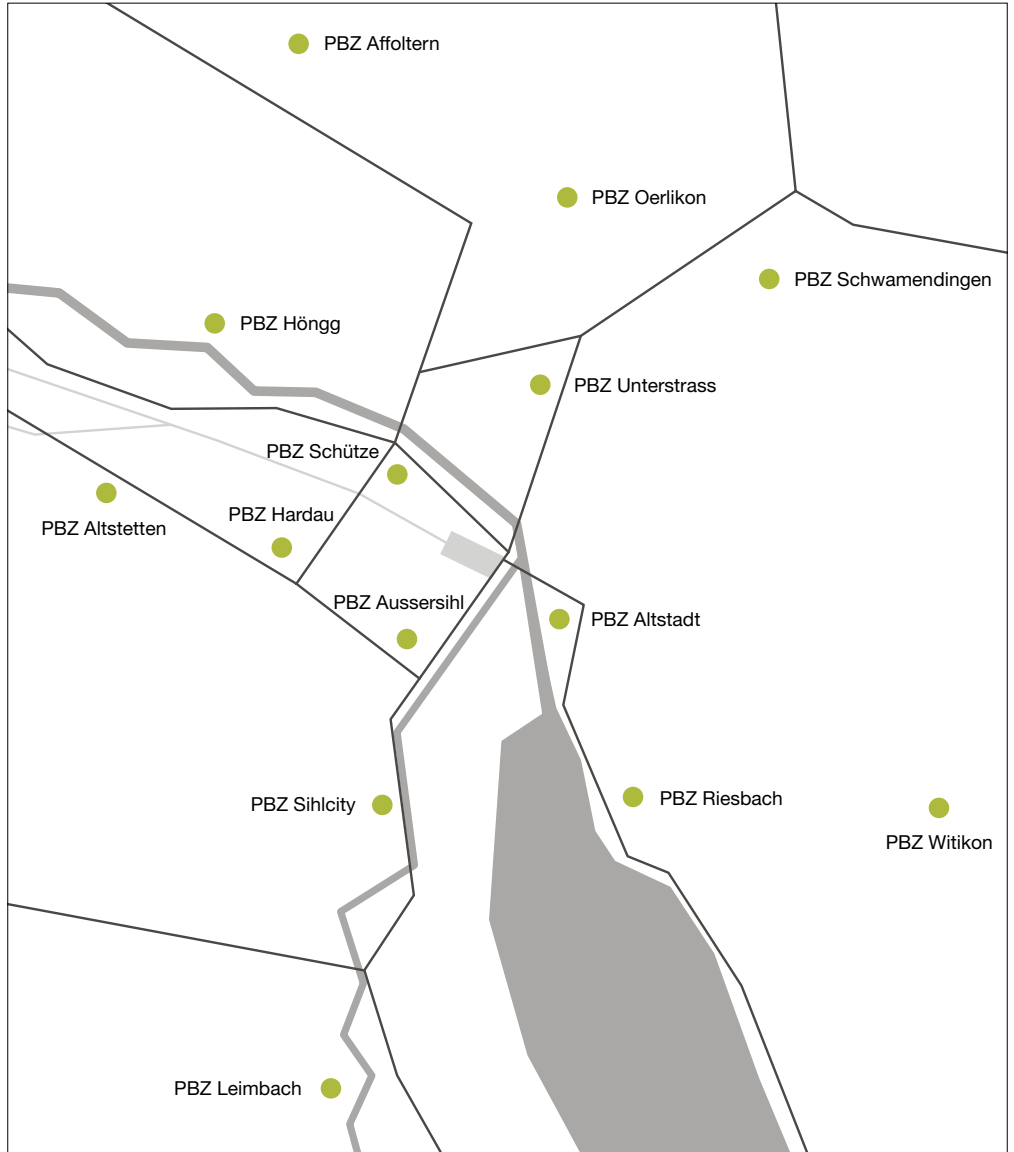 PBZ Affoltern
PBZ Oerlikon
PBZ Schwamendingen
PBZ Höngg
PBZ Unterstrass
PBZ Schütze
PBZ Hardau
PBZ Altstetten
PBZ Aussersihl
PBZ Altstadt
PBZ Sihlcity
PBZ Riesbach
PBZ Witikon
PBZ Leimbach